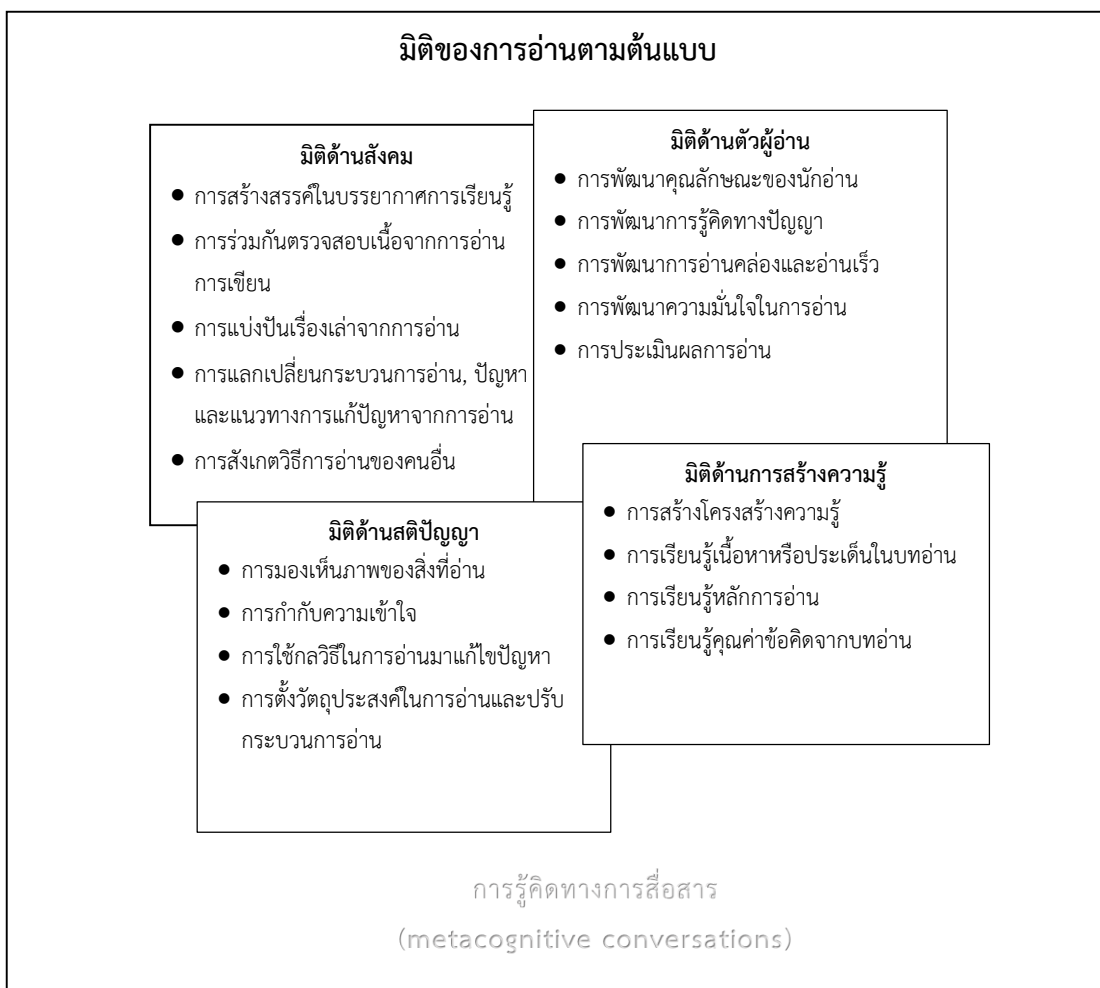 มิติของการอ่านตามต้นแบบ
มิติด้านสังคม
● การสร้างสรรค์ในบรรยากาศการเรียนรู้
● การร่วมกันตรวจสอบเนื้อจากการอ่าน
การเขียน
● การแบ่งปันเรื่องเล่าจากการอ่าน
● การแลกเปลี่ยนกระบวนการอ่าน, ปัญหา
และแนวทางการแก้ปัญหาจากการอ่าน
● การสังเกตวิธีการอ่านของคนอื่น
มิติด้านตัวผู้อ่าน
● การพัฒนาคุณลักษณะของนักอ่าน
● การพัฒนาการรู้คิดทางปัญญา
● การพัฒนาการอ่านคล่องและอ่านเร็ว
● การพัฒนาความมั่นใจในการอ่าน
● การประเมินผลการอ่าน
มิติด้านสติปัญญา
● การมองเห็นภาพของสิ่งที่อ่าน
● การกำกับความเข้าใจ
● การใช้กลวิธีในการอ่านมาแก้ไขปัญหา
● การตั้งวัตถุประสงค์ในการอ่านและปรับ
กระบวนการอ่าน
มิติด้านการสร้างความรู้
● การสร้างโครงสร้างความรู้
● การเรียนรู้เนื้อหาหรือประเด็นในบทอ่าน
● การเรียนรู้หลักการอ่าน
● การเรียนรู้คุณค่าข้อคิดจากบทอ่าน
การรู้คิดทางการสื่อสาร
(metacognitive conversations)